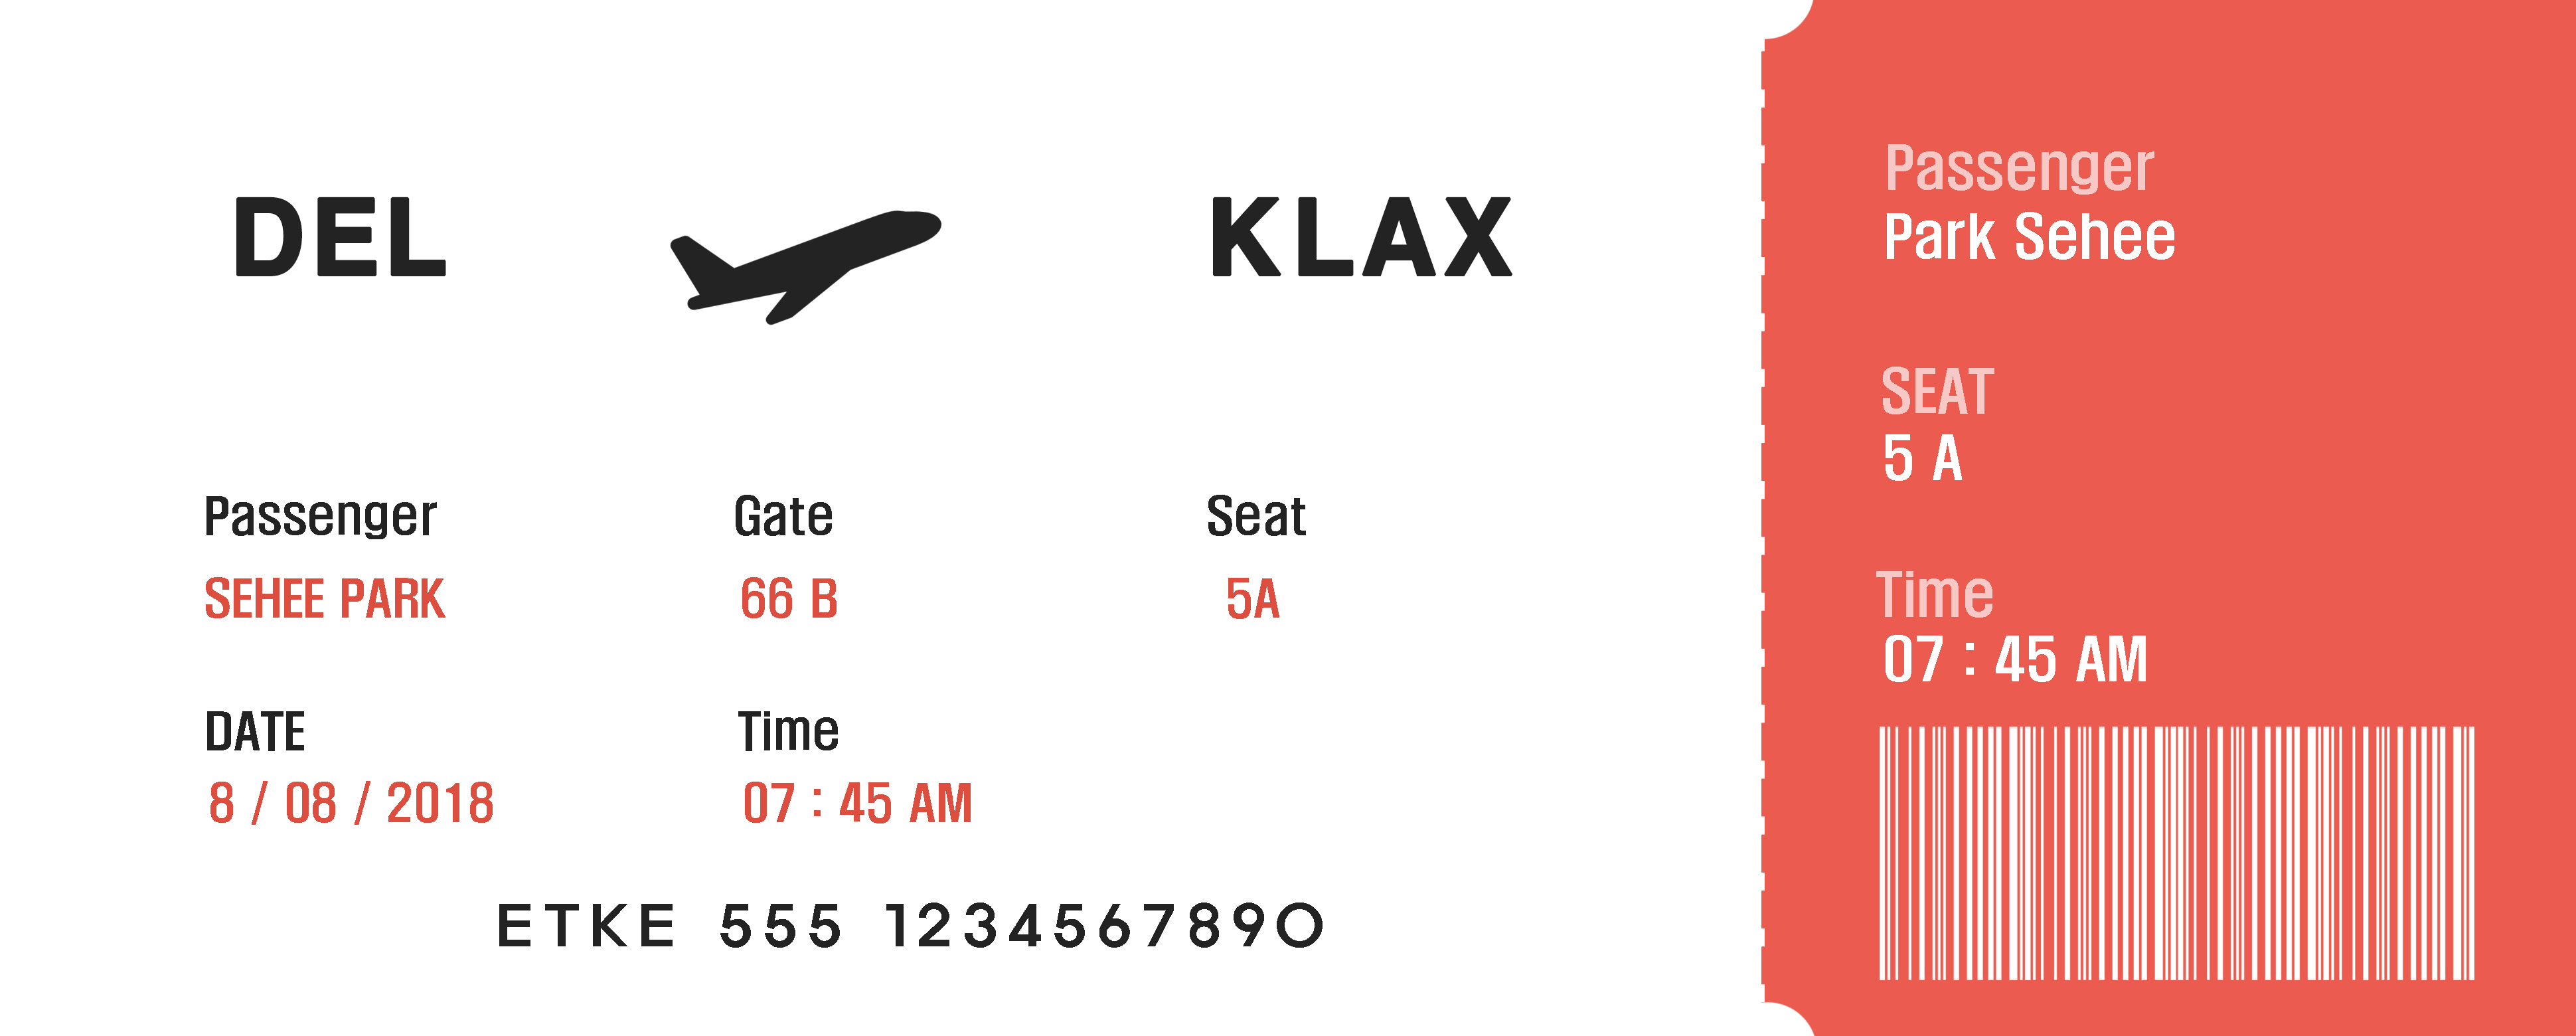 DEL KLAX
Passenger Gate Seat
SEHEE PARK 66 B 5A
DATE Time
8 / 08 / 2018 07 : 45 AM
ETKE 555 1234567890
Passenger
Park Sehee
SEAT
5 A
Time
07 : 45 AM